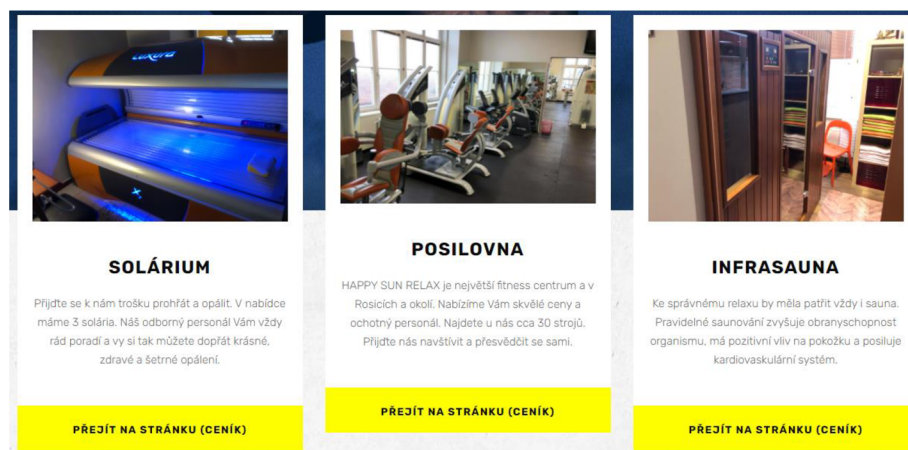 Luxura
X₇
SOLÁRIUM
Přijďte se k nám trošku prohřát a opálit. V nabídce
máme 3 solária. Náš odborný personál Vám vždy
rád poradí a vy si tak můžete dopřát krásné,
zdravé a šetrné opálení.
PŘEJÍT NA STRÁNKU (CENÍK)
POSILOVNA
HAPPY SUN RELAX je největší fitness centrum a v
Rosicích a okolí. Nabízíme Vám skvělé ceny a
ochotný personál. Najdete u nás cca 30 strojů.
Přijďte nás navštívit a přesvědčit se sami.
PŘEJÍT NA STRÁNKU (CENÍK)
INFRASAUNA
Ke správnému relaxu by měla patřit vždy i sauna.
Pravidelné saunování zvyšuje obranyschopnost
organismu, má pozitivní vliv na pokožku a posiluje
kardiovaskulární systém.
PŘEJÍT NA STRÁNKU (CENÍK)